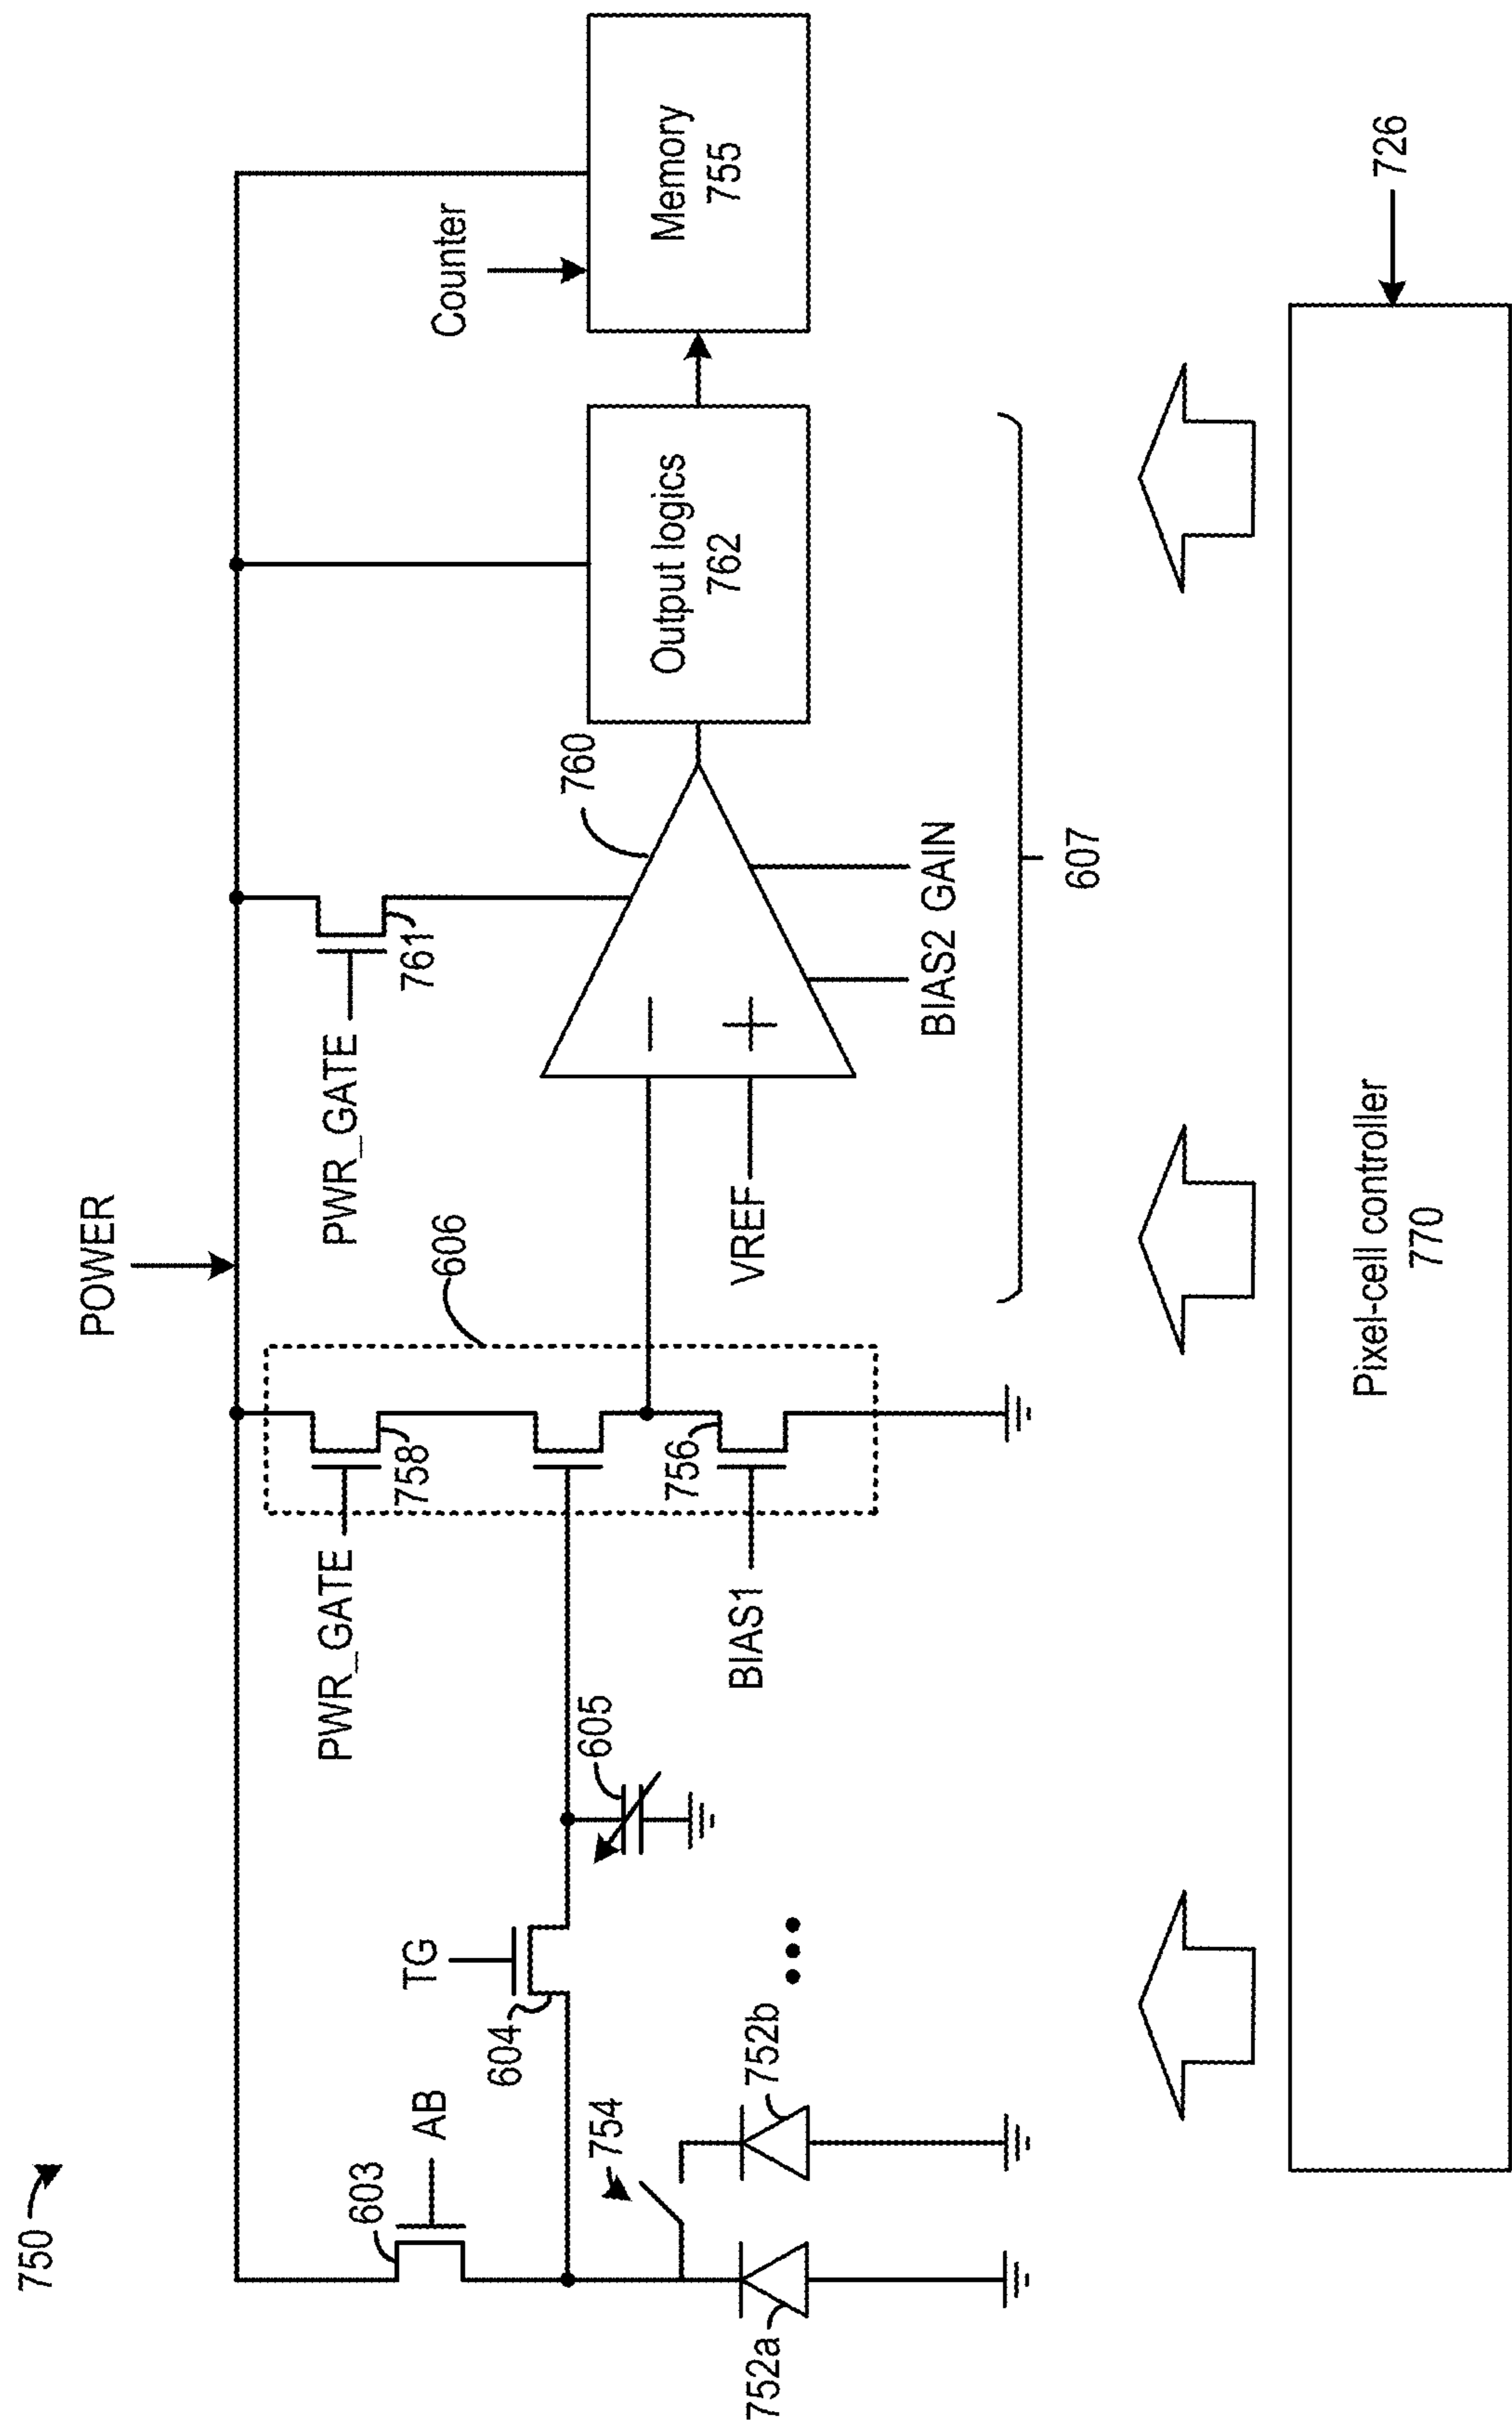 750
POWER
Counter
603
AB
TG
604
605
PWR_GATE
758
606
PWR_GATE
761
760
Output logics
762
Memory
755
754
752a
752b
BIAS1
756
VREF
BIAS2 GAIN
607
Pixel-cell controller
770
726